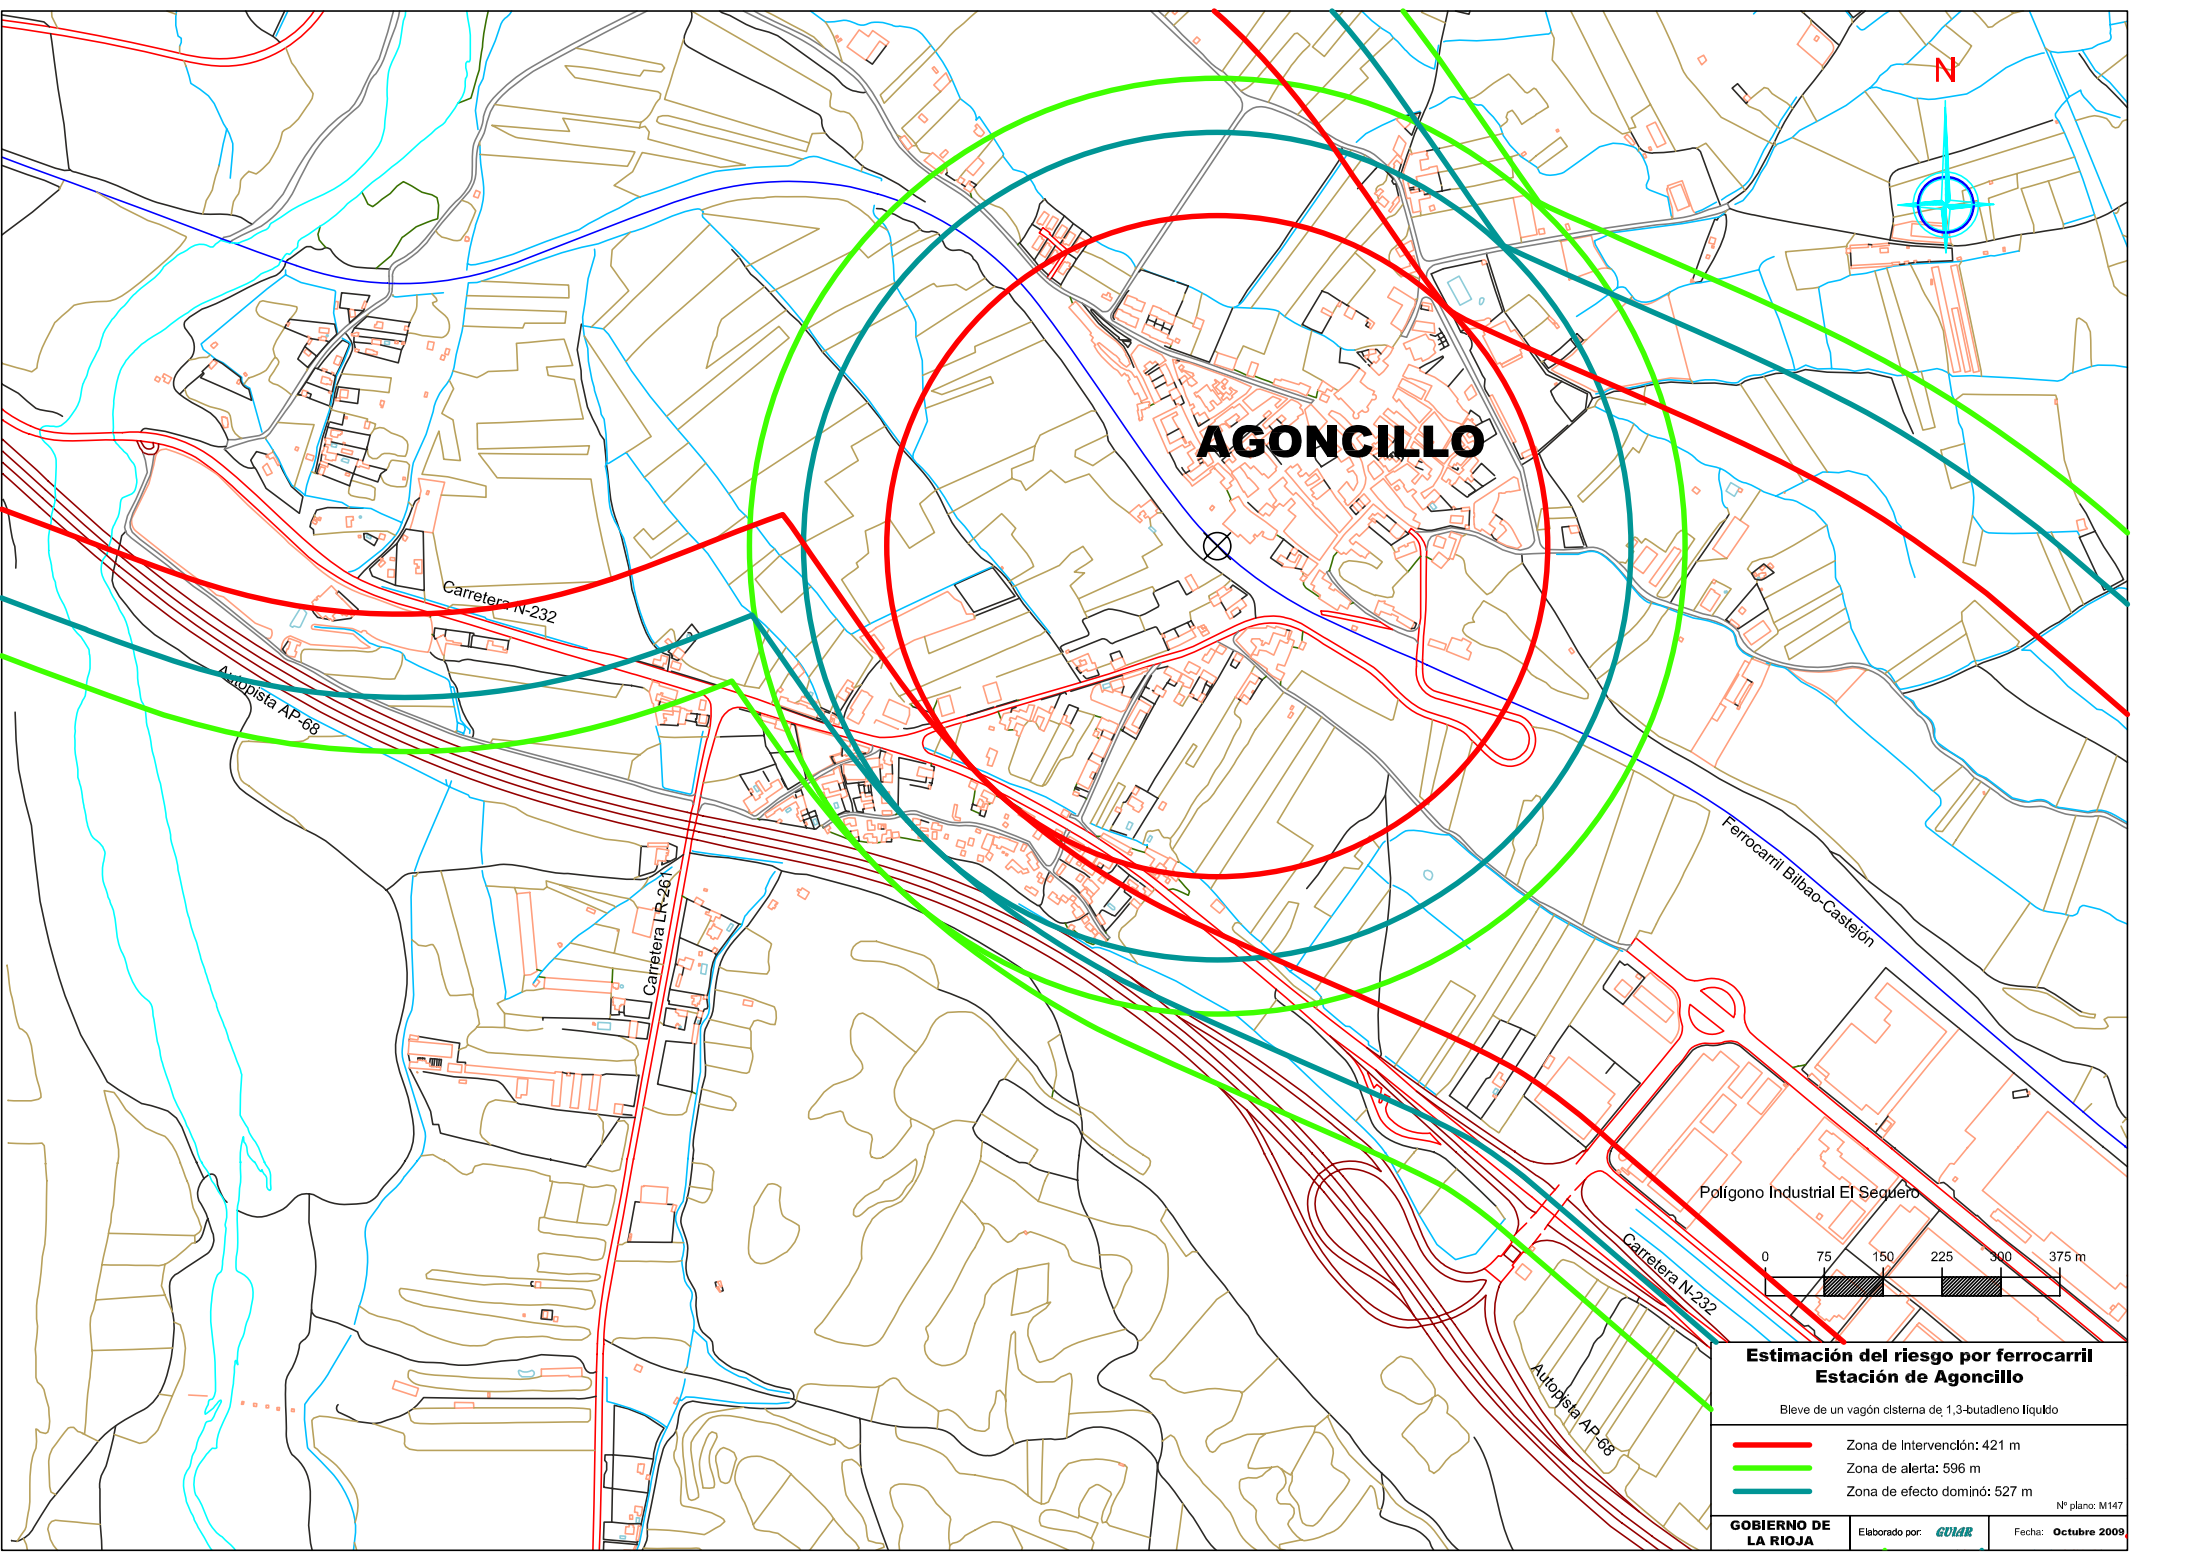 N
AGONCILLO
Carretera N-232
Autopista AP-68
Carretera LR-261
Ferrocarril Bilbao-Castejón
Polígono Industrial El Sequero
0 75 150 225 300 375 m
Carretera N-232
Autopista AP-68
Estimación del riesgo por ferrocarril
Estación de Agoncillo
Bleve de un vagón cisterna de 1,3-butadieno líquido
Zona de Intervención: 421 m
Zona de alerta: 596 m
Zona de efecto dominó: 527 m
Nº plano: M147
GOBIERNO DE
LA RIOJA
Elaborado por: GUIAR
Fecha: Octubre 2009